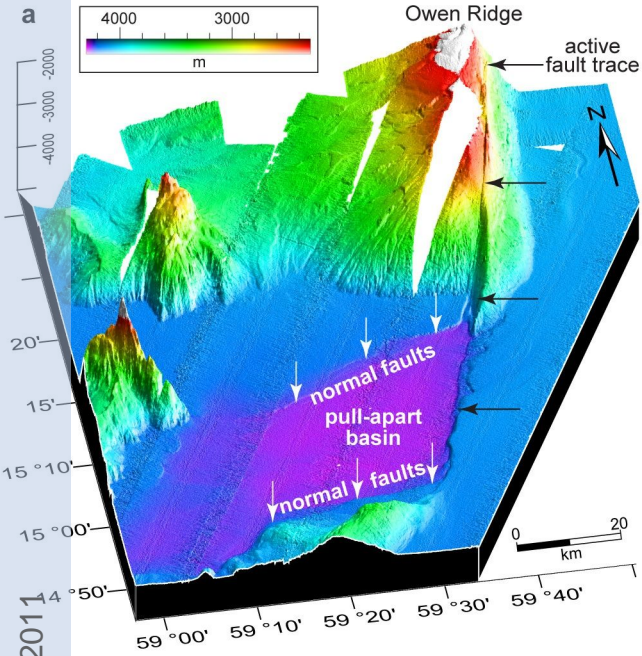 a
4000 3000
m
Owen Ridge
active
fault trace
-2000
-3000
-4000
N
normal faults
pull-apart
basin
normal faults
20'
15'
15 °10'
15 °00'
14 °50'
59 °00' 59 °10' 59 °20' 59 °30' 59 °40'
0 20
km
2011